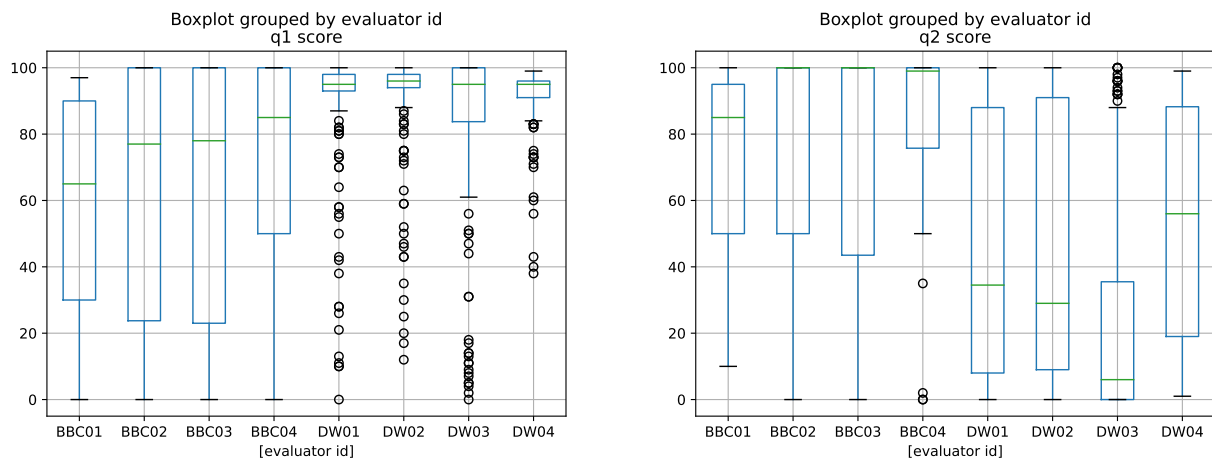 Boxplot grouped by evaluator id
q1 score
100
80
60
40
20
0
BBC01 BBC02 BBC03 BBC04 DW01 DW02 DW03 DW04
[evaluator id]
Boxplot grouped by evaluator id
q2 score
100
80
60
40
20
0
BBC01 BBC02 BBC03 BBC04 DW01 DW02 DW03 DW04
[evaluator id]